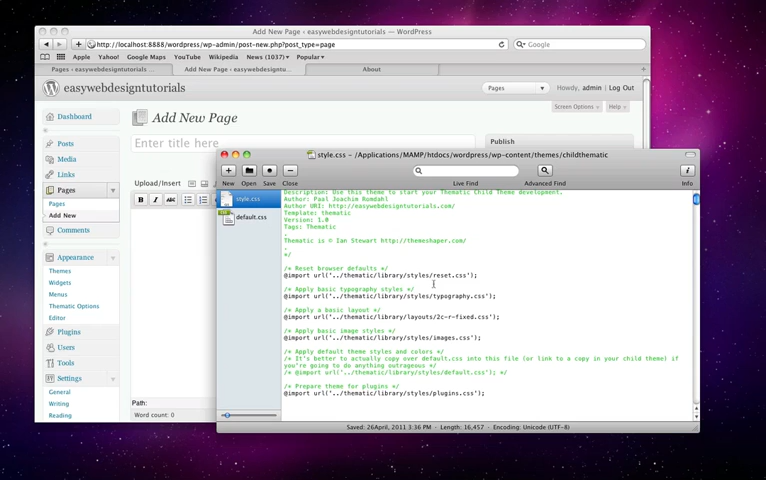 Add New Page ‹ easywebdesigntutorials — WordPress
http://localhost:8888/wordpress/wp-admin/post-new.php?post_type=page
Google
Apple Yahoo! Google Maps YouTube Wikipedia News (1037) Popular
Pages ‹ easywebdesigntutorials ...
Add New Page ‹ easywebdesigntu...
About
easywebdesigntutorials
Pages
Howdy, admin | Log Out
Screen Options
Help
Dashboard
Posts
Media
Links
Pages
Pages
Add New
Comments
Appearance
Themes
Widgets
Menus
Thematic Options
Editor
Plugins
Users
Tools
Settings
General
Writing
Reading
Add New Page
Enter title here
Publish
Upload/Insert
B I ABC
Path:
Word count: 0
style.css – /Applications/MAMP/htdocs/wordpress/wp-content/themes/childthematic
New Open Save Close
Live Find
Advanced Find
Info
style.css
default.css
Description: Use this theme to start your Thematic Child Theme development.
Author: Paal Joachim Romdahl
Author URI: http://easywebdesigntutorials.com/
Template: thematic
Version: 1.0
Tags: Thematic
.
Thematic is © Ian Stewart http://themeshaper.com/
.
*/
/* Reset browser defaults */
@import url('../thematic/library/styles/reset.css');
/* Apply basic typography styles */
@import url('../thematic/library/styles/typography.css');
/* Apply a basic layout */
@import url('../thematic/library/layouts/2c-r-fixed.css');
/* Apply basic image styles */
@import url('../thematic/library/styles/images.css');
/* Apply default theme styles and colors */
/* It's better to actually copy over default.css into this file (or link to a copy in your child theme) if
you're going to do anything outrageous */
/* @import url('../thematic/library/styles/default.css'); */
/* Prepare theme for plugins */
@import url('../thematic/library/styles/plugins.css');
Saved: 26April, 2011 3:36 PM - Length: 16,457 - Encoding: Unicode (UTF-8)